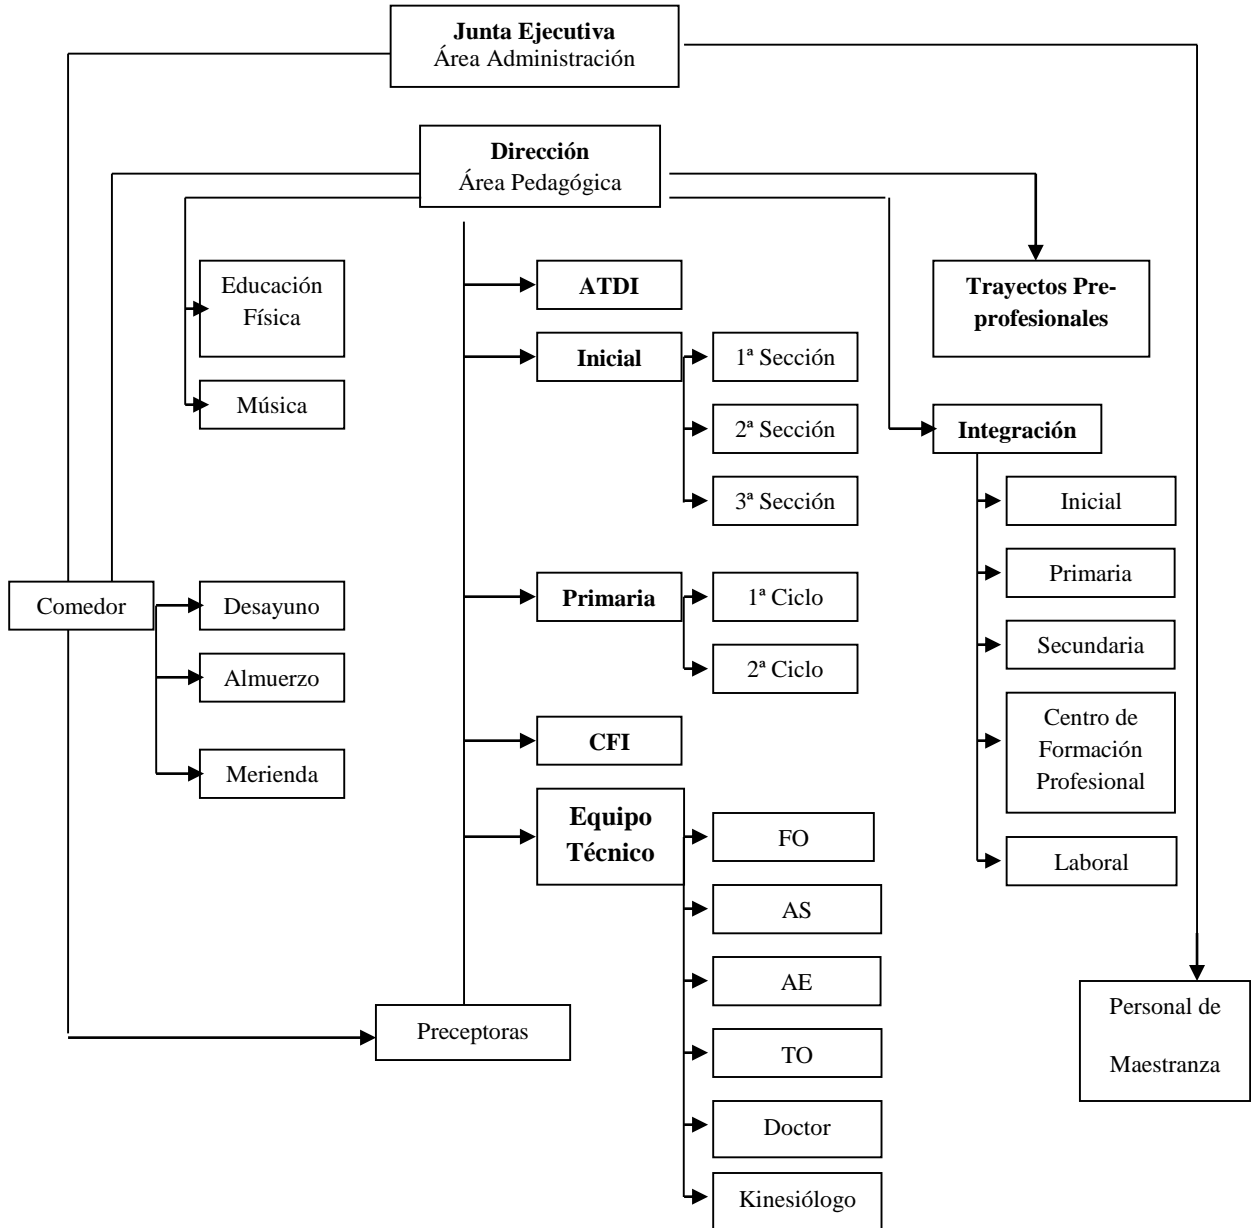 Junta Ejecutiva
Área Administración
Dirección
Área Pedagógica
Educación
Física
Música
ATDI
Inicial
1ª Sección
2ª Sección
3ª Sección
Trayectos Pre-
profesionales
Integración
Inicial
Primaria
Secundaria
Centro de
Formación
Profesional
Laboral
Comedor
Desayuno
Almuerzo
Merienda
Primaria
1ª Ciclo
2ª Ciclo
CFI
Equipo
Técnico
FO
AS
AE
TO
Doctor
Kinesiólogo
Preceptoras
Personal de
Maestranza